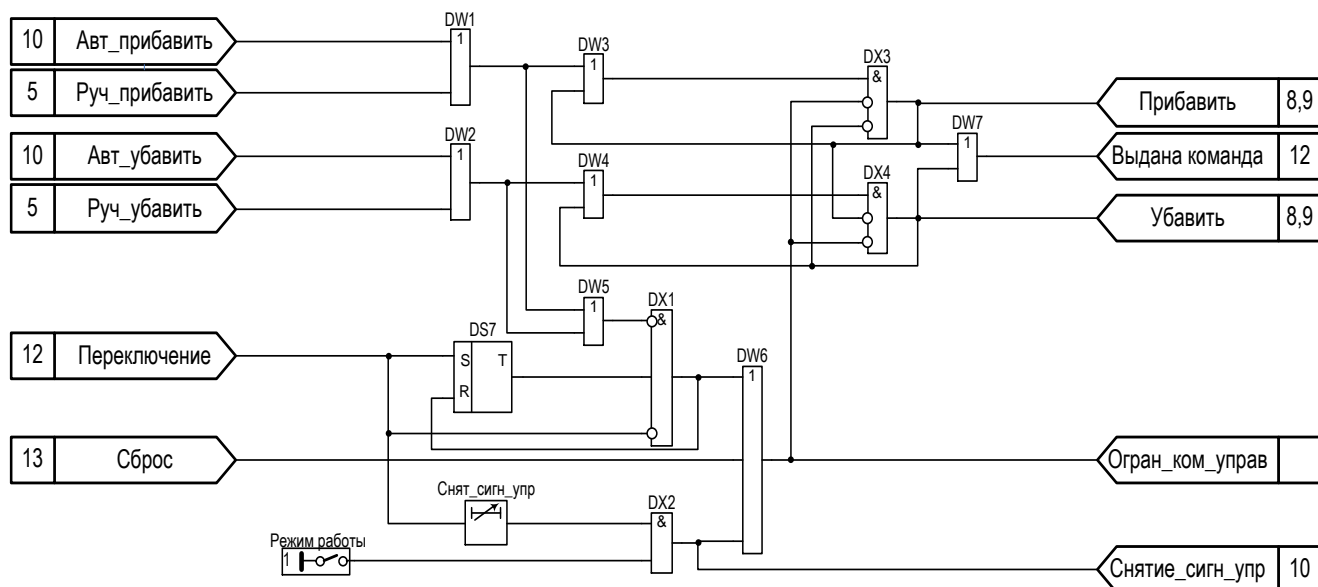 10 Авт_прибавить
5 Руч_прибавить
10 Авт_убавить
5 Руч_убавить
12 Переключение
13 Сброс
DW1
1
DW2
1
DW3
1
DW4
1
DW5
1
DS7
S T
R
DX1
&
DW6
1
DX3
&
DX4
&
DW7
1
Снят_сигн_упр
Режим работы
1
DX2
&
Прибавить 8,9
Выдана команда 12
Убавить 8,9
Огран_ком_управ
Снятие_сигн_упр 10